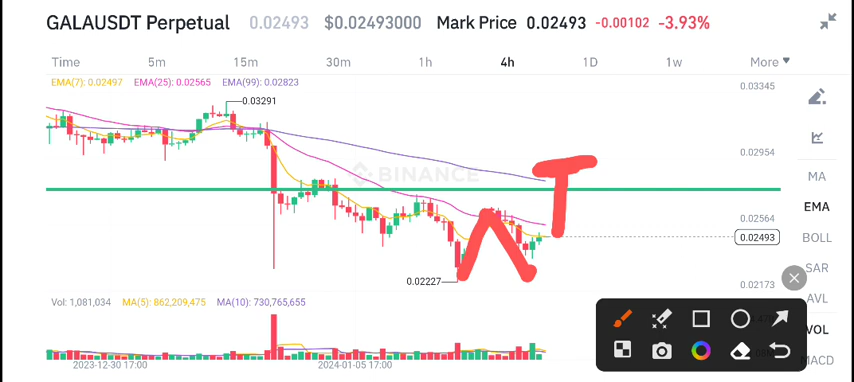 GALAUSDT Perpetual 0.02493 $0.02493000 Mark Price 0.02493 -0.00102 -3.93%
Time 5m 15m 30m 1h 4h 1D 1w More
EMA(7): 0.02497 EMA(25): 0.02565 EMA(99): 0.02823
0.03345
0.03291
0.02954
BINANCE
MA
EMA
0.02564
0.02493
BOLL
SAR
0.02227
0.02173
AVL
Vol: 1,081,034 MA(5): 862,209,475 MA(10): 730,765,655
VOL
MACD
2023-12-30 17:00 2024-01-05 17:00